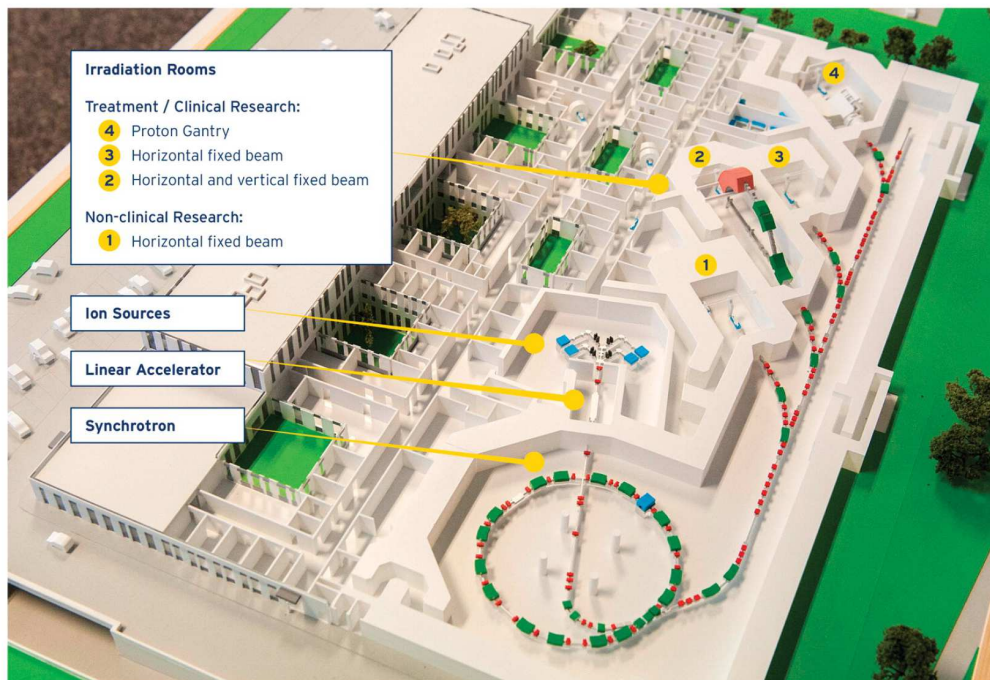 Irradiation Rooms
Treatment / Clinical Research:
4 Proton Gantry
3 Horizontal fixed beam
2 Horizontal and vertical fixed beam
Non-clinical Research:
1 Horizontal fixed beam
Ion Sources
Linear Accelerator
Synchrotron
4
2
3
1